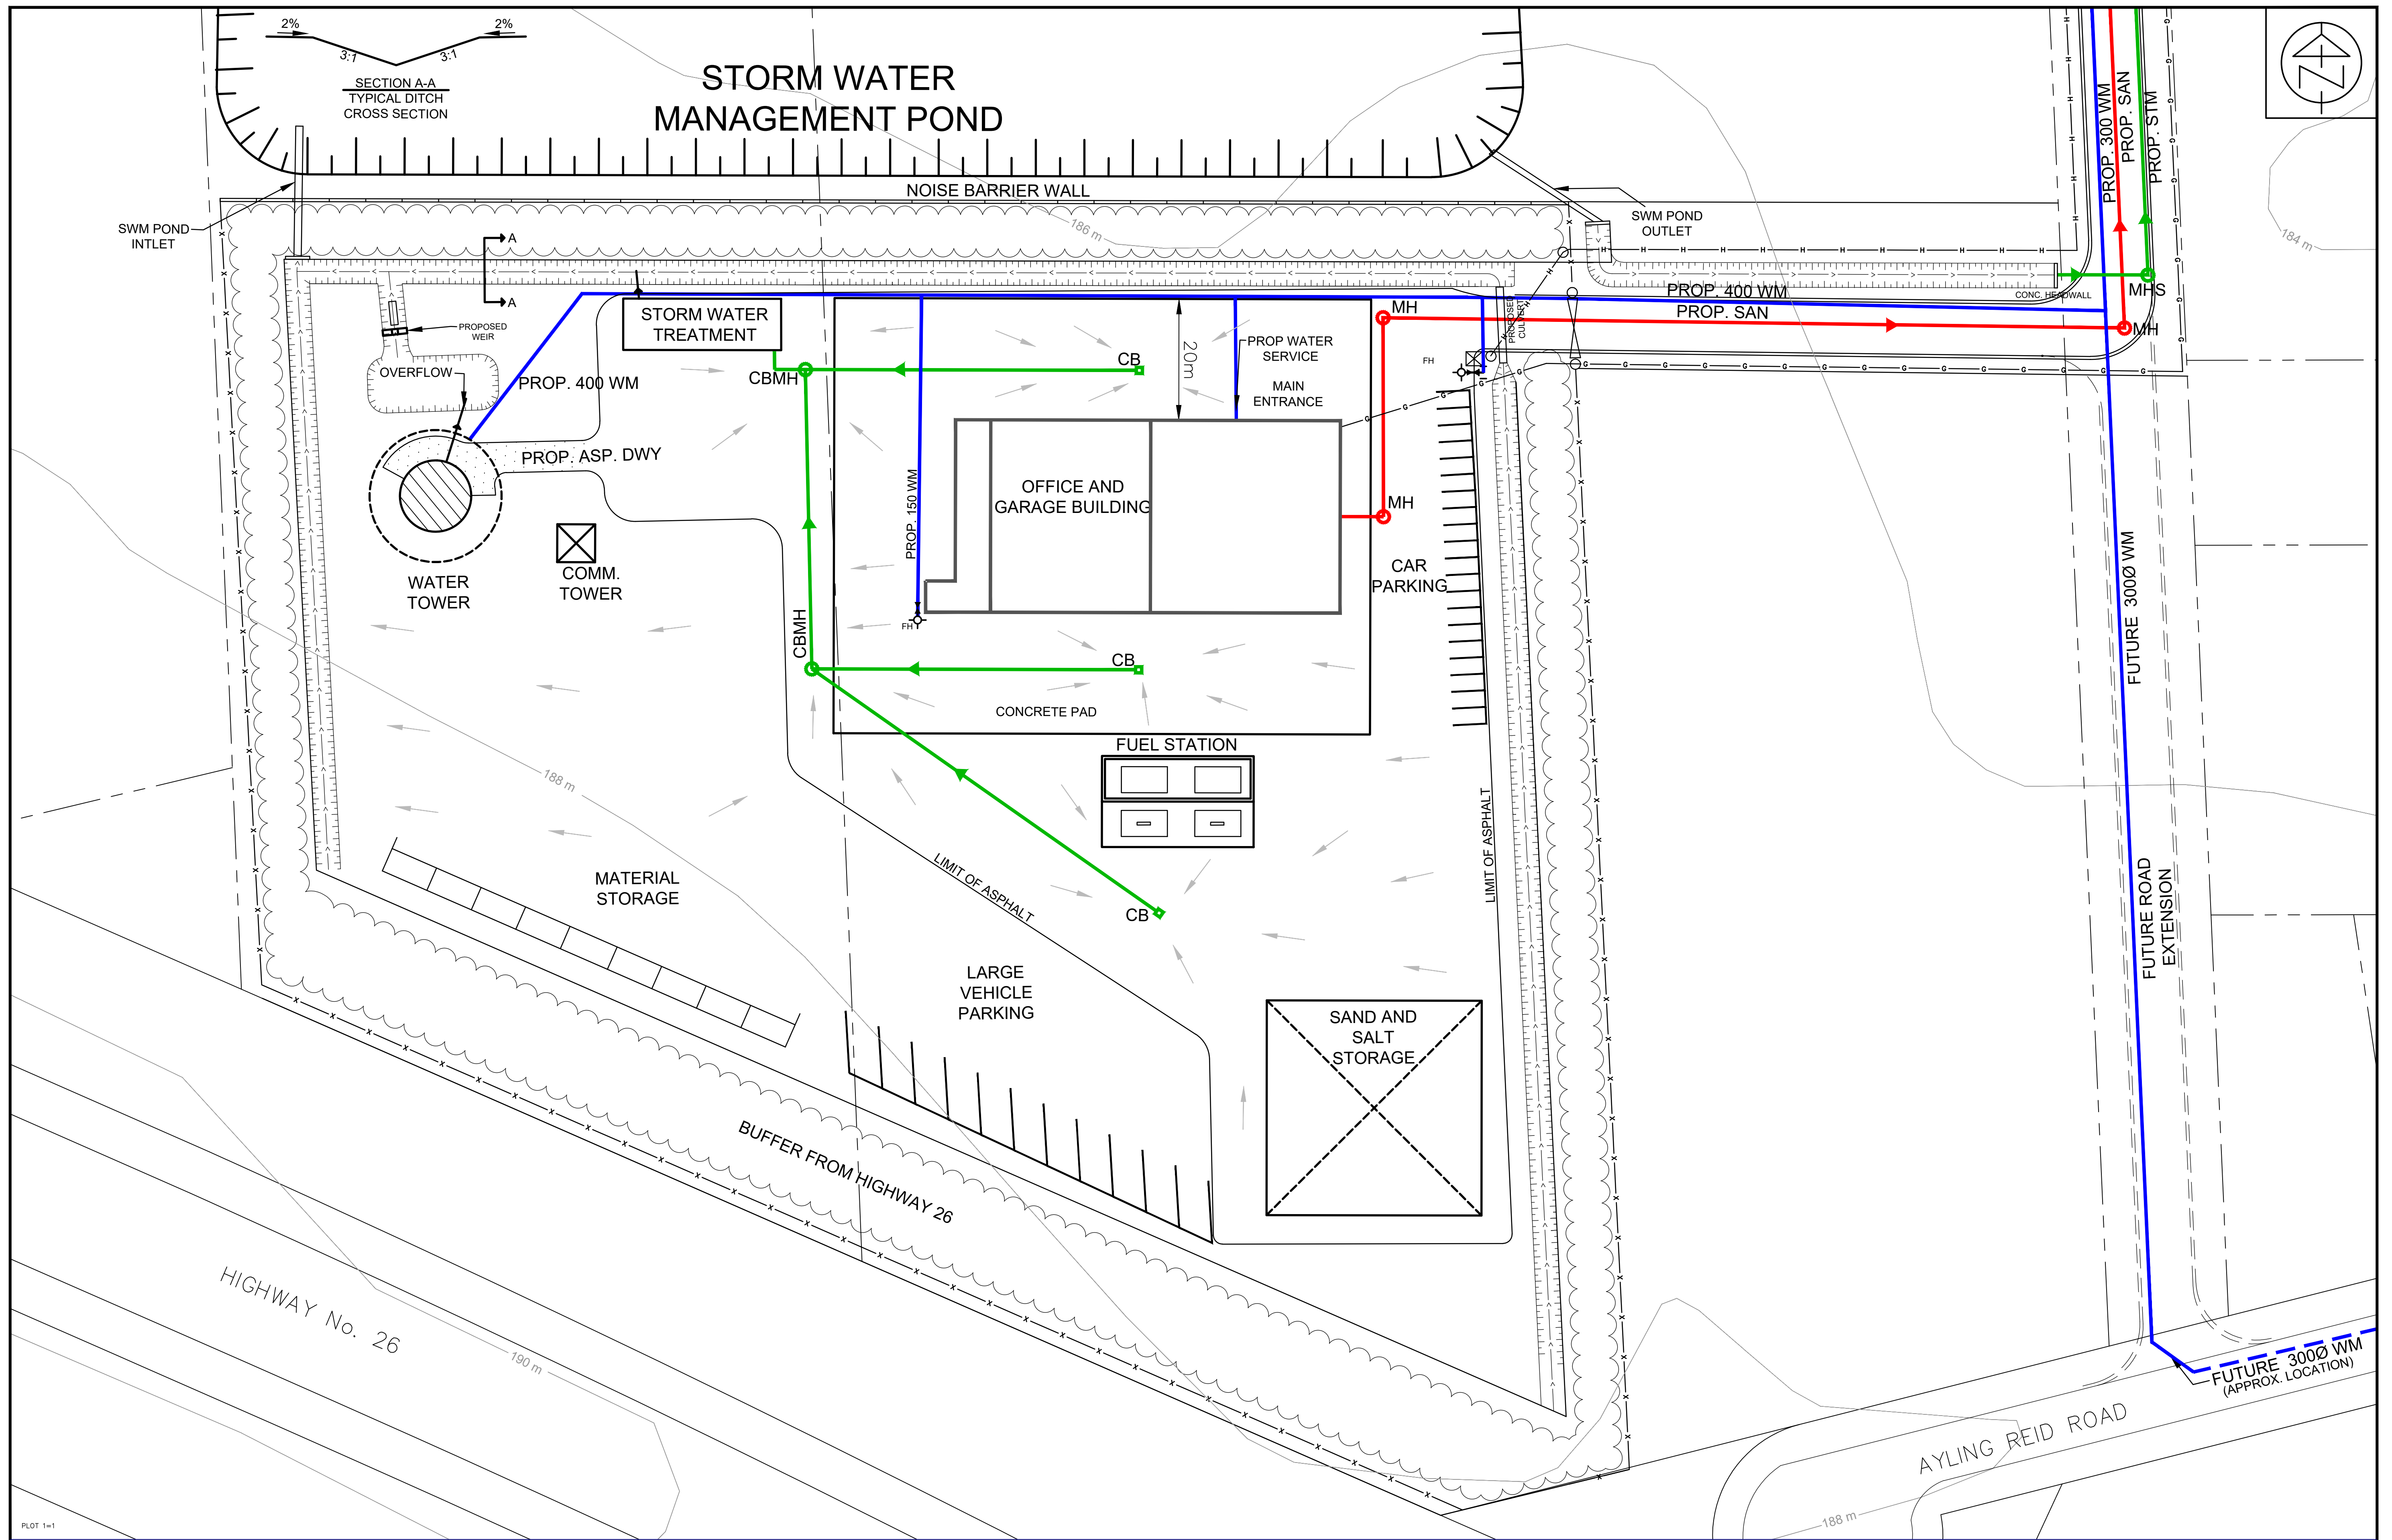 2%
2%
3:1
3:1
SECTION A-A
TYPICAL DITCH
CROSS SECTION
STORM WATER
MANAGEMENT POND
N
NOISE BARRIER WALL
SWM POND
INTLET
SWM POND
OUTLET
186 m
184 m
A
A
PROP. 300 WM
PROP. SAN
PROP. STM
STORM WATER
TREATMENT
PROPOSED
WEIR
OVERFLOW
PROP. 400 WM
CBMH
CB
20m
PROP WATER
SERVICE
MAIN
ENTRANCE
MH
FH
PROPOSED
CULVERT
PROP. 400 WM
PROP. SAN
CONC. HEADWALL
MHS
MH
PROP. ASP. DWY
WATER
TOWER
COMM.
TOWER
PROP. 150 WM
OFFICE AND
GARAGE BUILDING
MH
CAR
PARKING
FH
CBMH
CB
CONCRETE PAD
FUEL STATION
188 m
MATERIAL
STORAGE
LIMIT OF ASPHALT
LIMIT OF ASPHALT
CB
LARGE
VEHICLE
PARKING
SAND AND
SALT
STORAGE
BUFFER FROM HIGHWAY 26
FUTURE 300Ø WM
FUTURE ROAD
EXTENSION
HIGHWAY No. 26
190 m
FUTURE 300Ø WM
(APPROX. LOCATION)
AYLING REID ROAD
188 m
PLOT 1=1